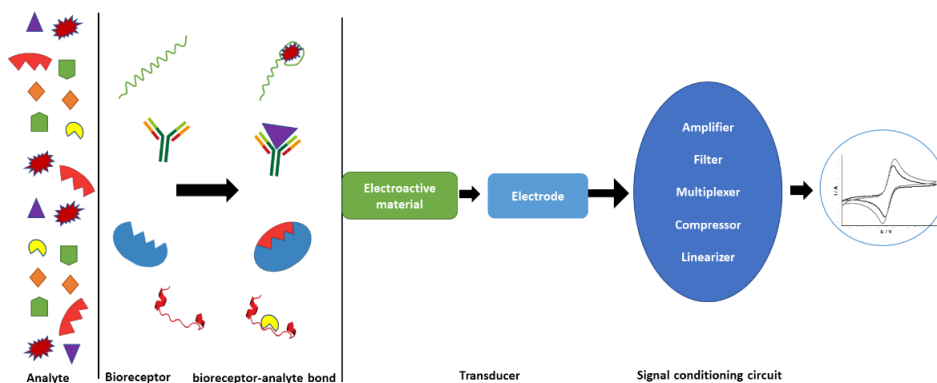 Electroactive
material
Electrode
Amplifier
Filter
Multiplexer
Compressor
Linearizer
I / A
E / V
Analyte
Bioreceptor
bioreceptor-analyte bond
Transducer
Signal conditioning circuit